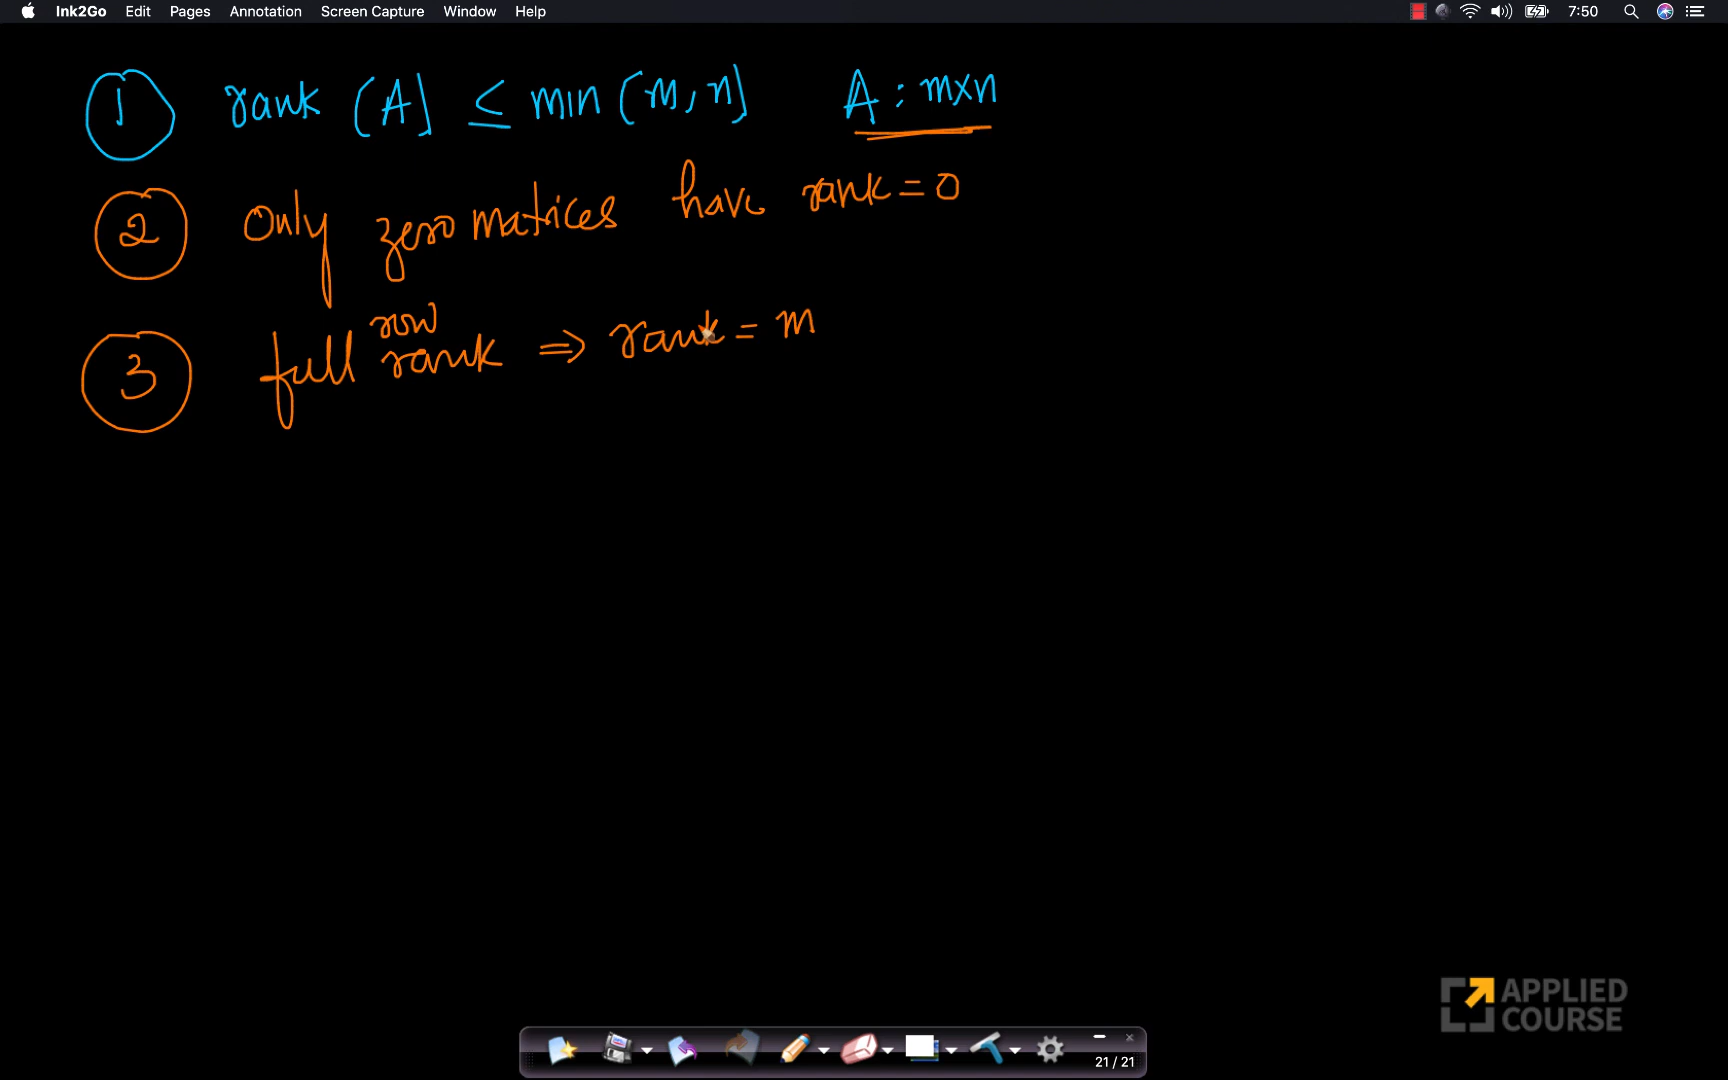 Ink2Go Edit Pages Annotation Screen Capture Window Help 7:50
1 rank (A) ≤ min (m, n) A : m×n
2 Only zero matrices have rank = 0
3 full row rank ⇒ rank = m
APPLIED
COURSE
21 / 21